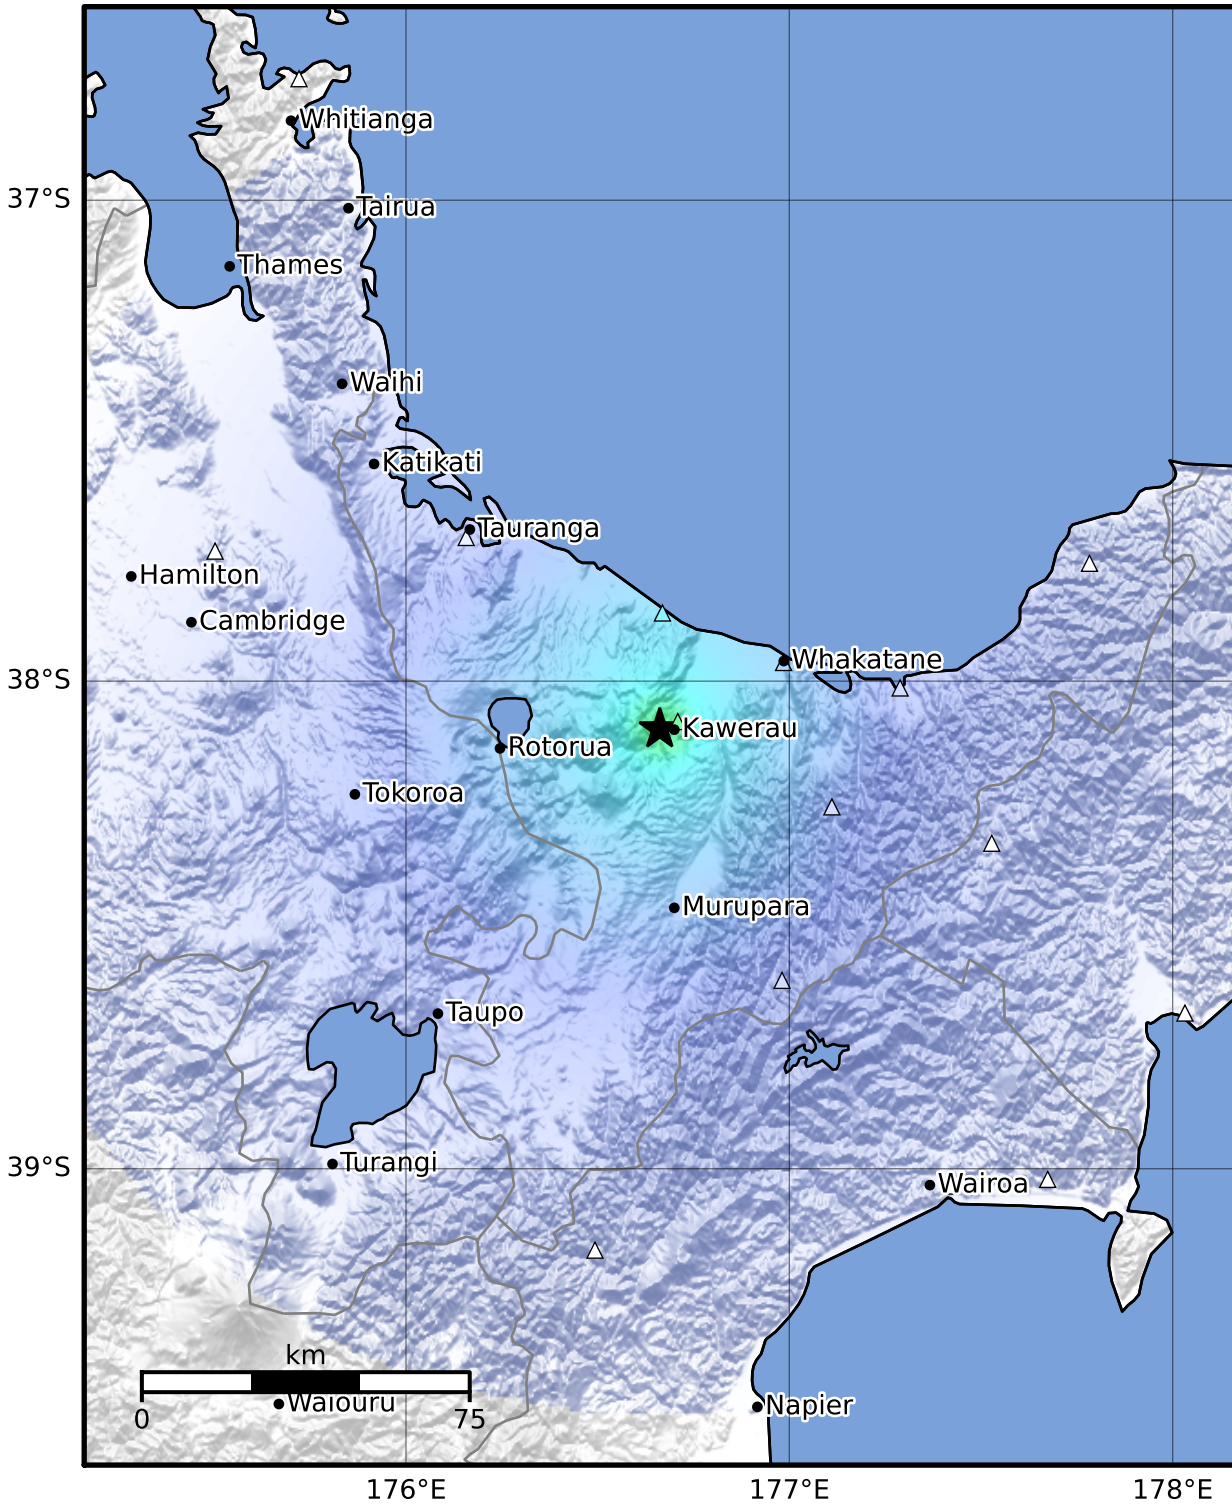 Whitianga
37°S
Tairua
Thames
Waihi
Katikati
Tauranga
Hamilton
Cambridge
Whakatane
38°S
Kawerau
Rotorua
Tokoroa
Murupara
Taupo
Turangi
39°S
Wairoa
km
Waiouru
Napier
0 75
176°E 177°E 178°E